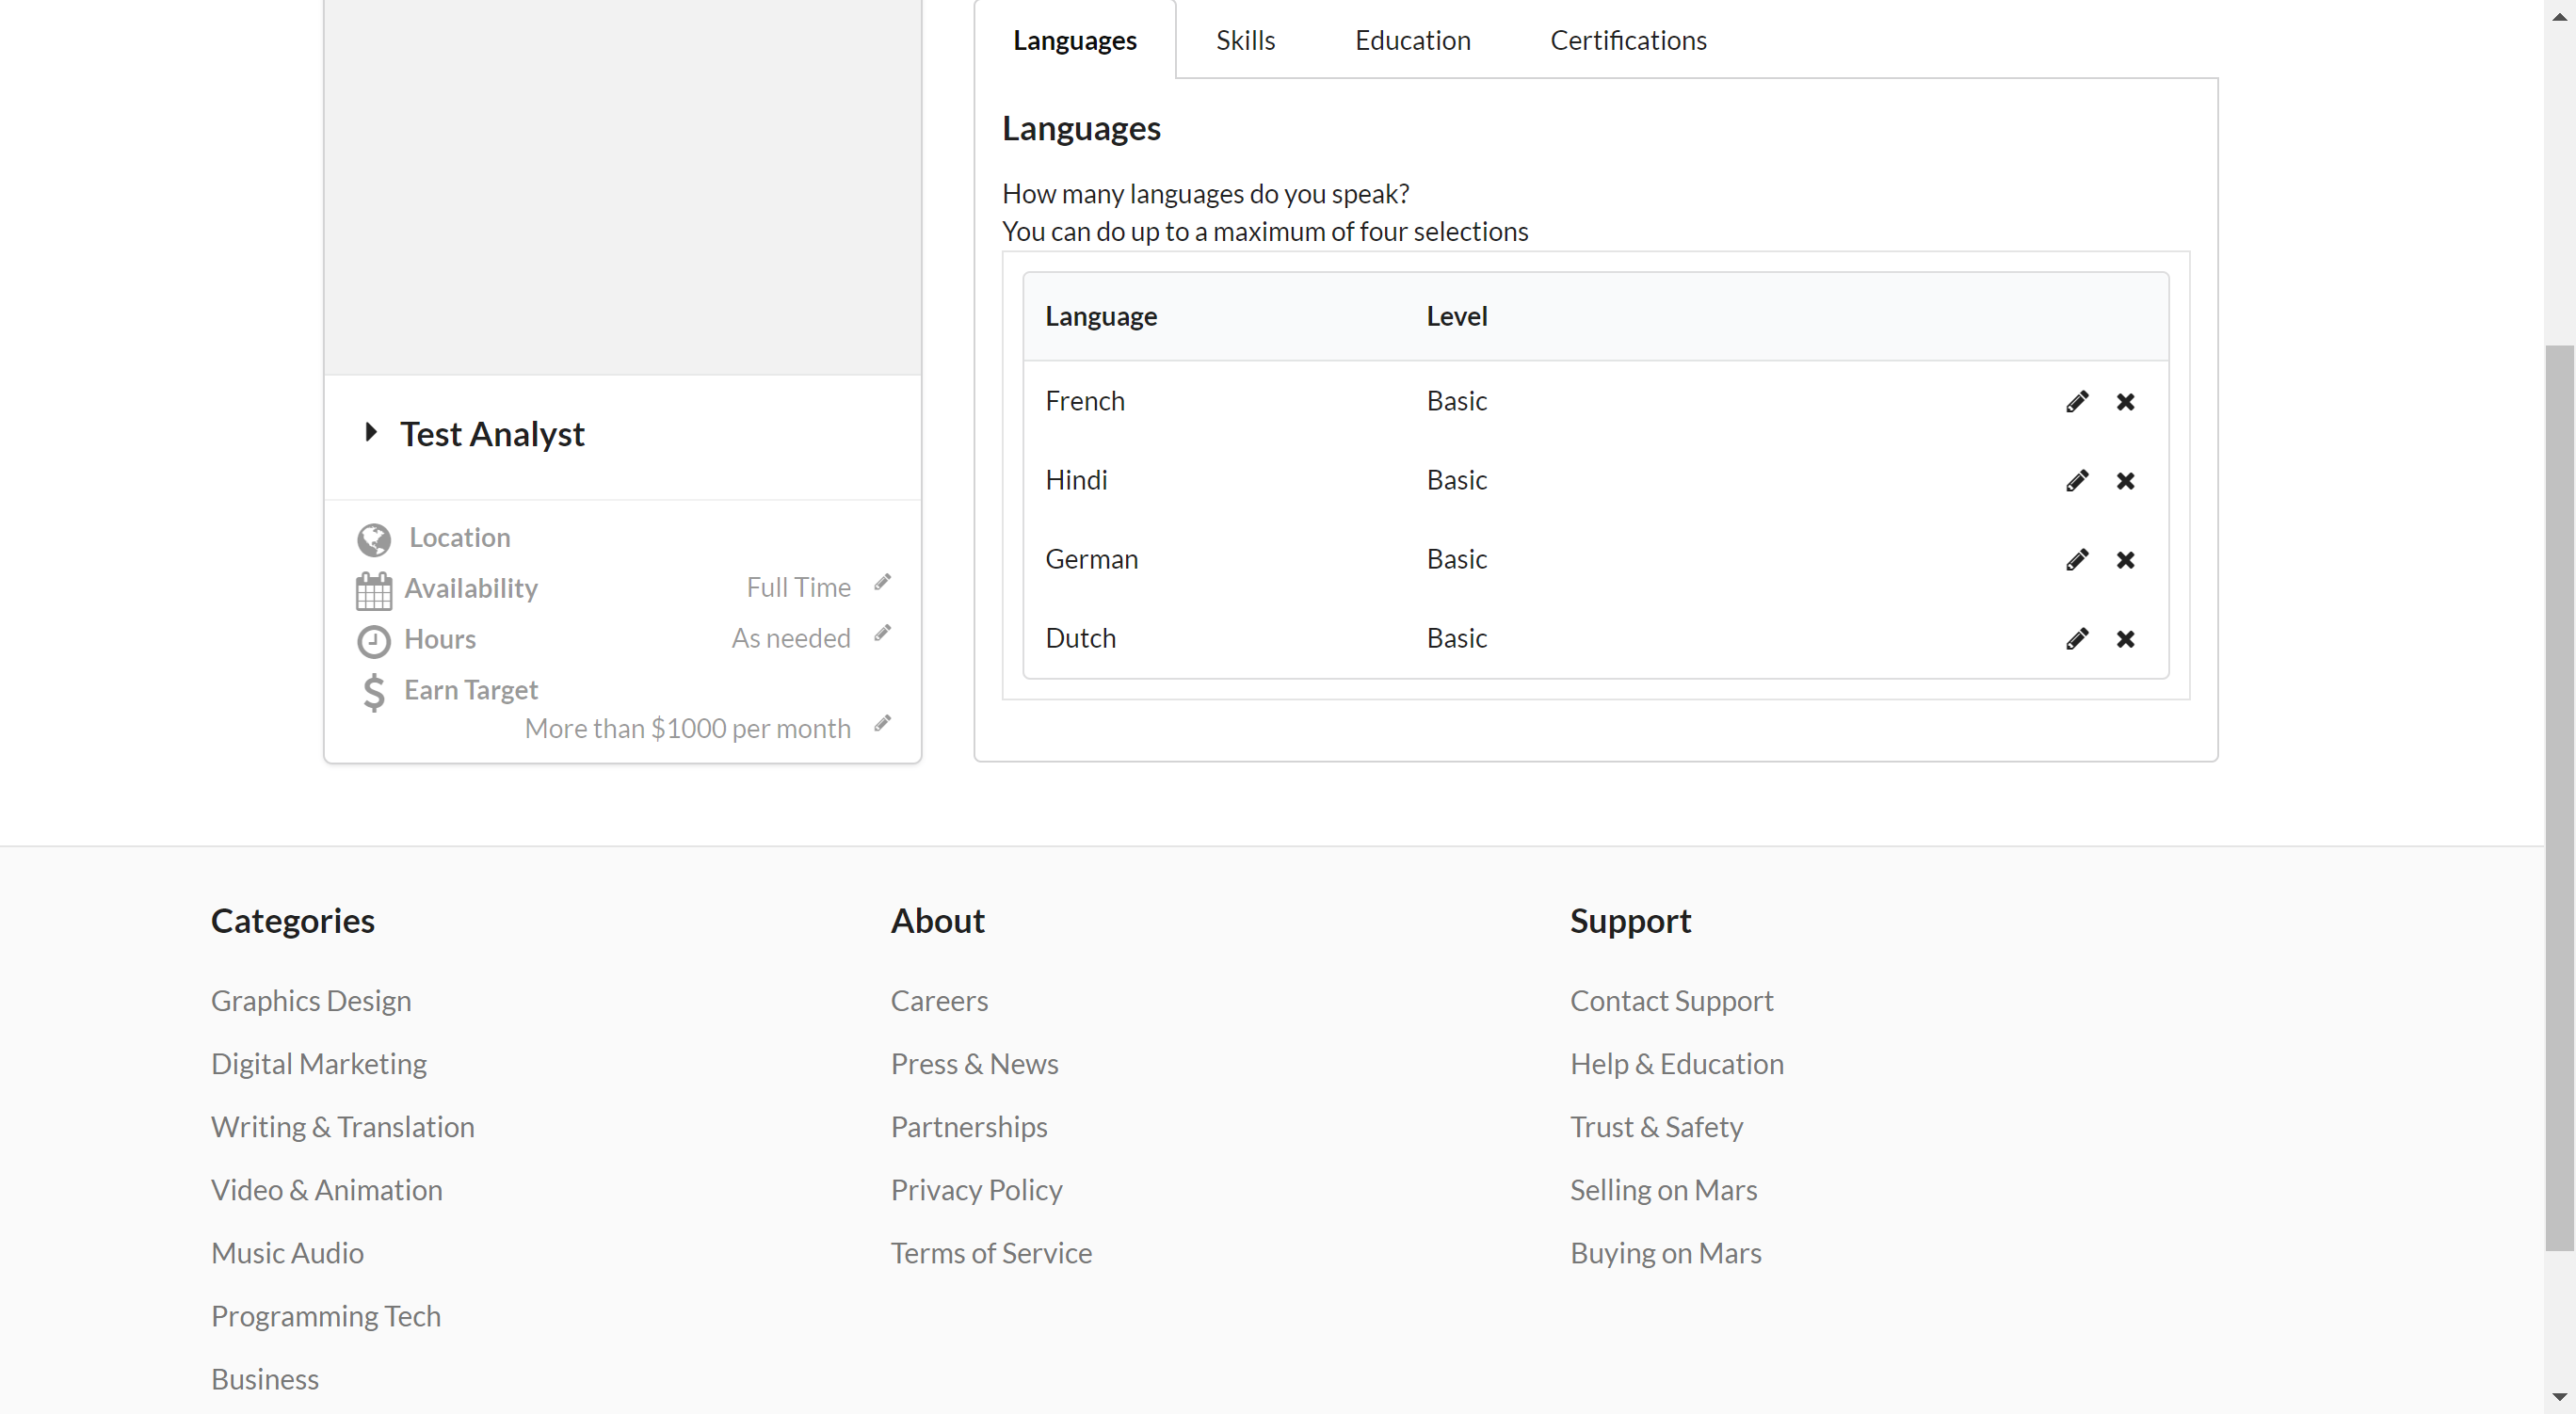 Languages Skills Education Certifications
Languages
How many languages do you speak?
You can do up to a maximum of four selections
Language Level
French Basic
Hindi Basic
German Basic
Dutch Basic
Test Analyst
Location
Availability Full Time
Hours As needed
Earn Target
More than $1000 per month
Categories
Graphics Design
Digital Marketing
Writing & Translation
Video & Animation
Music Audio
Programming Tech
Business
About
Careers
Press & News
Partnerships
Privacy Policy
Terms of Service
Support
Contact Support
Help & Education
Trust & Safety
Selling on Mars
Buying on Mars